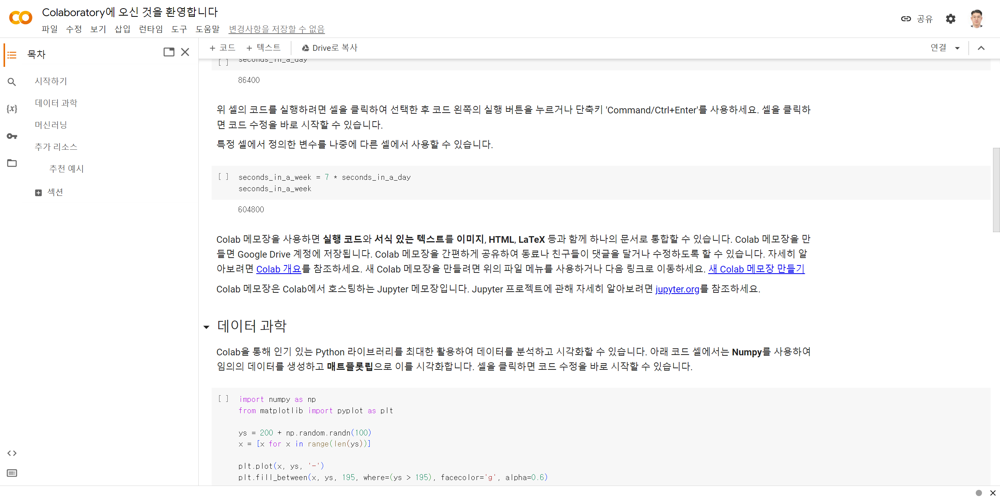 Colaboratory에 오신 것을 환영합니다
파일 수정 보기 삽입 런타임 도구 도움말 변경사항을 저장할 수 없음
공유
목차
시작하기
데이터 과학
머신러닝
추가 리소스
추천 예시
섹션
+ 코드 + 텍스트 Drive로 복사
연결
[ ] seconds_in_a_day
86400
위 셀의 코드를 실행하려면 셀을 클릭하여 선택한 후 코드 왼쪽의 실행 버튼을 누르거나 단축키 'Command/Ctrl+Enter'를 사용하세요. 셀을 클릭하
면 코드 수정을 바로 시작할 수 있습니다.
특정 셀에서 정의한 변수를 나중에 다른 셀에서 사용할 수 있습니다.
[ ] seconds_in_a_week = 7 * seconds_in_a_day
seconds_in_a_week
604800
Colab 메모장을 사용하면 실행 코드와 서식 있는 텍스트를 이미지, HTML, LaTeX 등과 함께 하나의 문서로 통합할 수 있습니다. Colab 메모장을 만
들면 Google Drive 계정에 저장됩니다. Colab 메모장을 간편하게 공유하여 동료나 친구들이 댓글을 달거나 수정하도록 할 수 있습니다. 자세히 알
아보려면 Colab 개요를 참조하세요. 새 Colab 메모장을 만들려면 위의 파일 메뉴를 사용하거나 다음 링크로 이동하세요. 새 Colab 메모장 만들기
Colab 메모장은 Colab에서 호스팅하는 Jupyter 메모장입니다. Jupyter 프로젝트에 관해 자세히 알아보려면 jupyter.org를 참조하세요.
데이터 과학
Colab을 통해 인기 있는 Python 라이브러리를 최대한 활용하여 데이터를 분석하고 시각화할 수 있습니다. 아래 코드 셀에서는 Numpy를 사용하여
임의의 데이터를 생성하고 매트플롯립으로 이를 시각화합니다. 셀을 클릭하면 코드 수정을 바로 시작할 수 있습니다.
[ ] import numpy as np
from matplotlib import pyplot as plt
ys = 200 + np.random.randn(100)
x = [x for x in range(len(ys))]
plt.plot(x, ys, '-')
plt.fill_between(x, ys, 195, where=(ys > 195), facecolor='g', alpha=0.6)